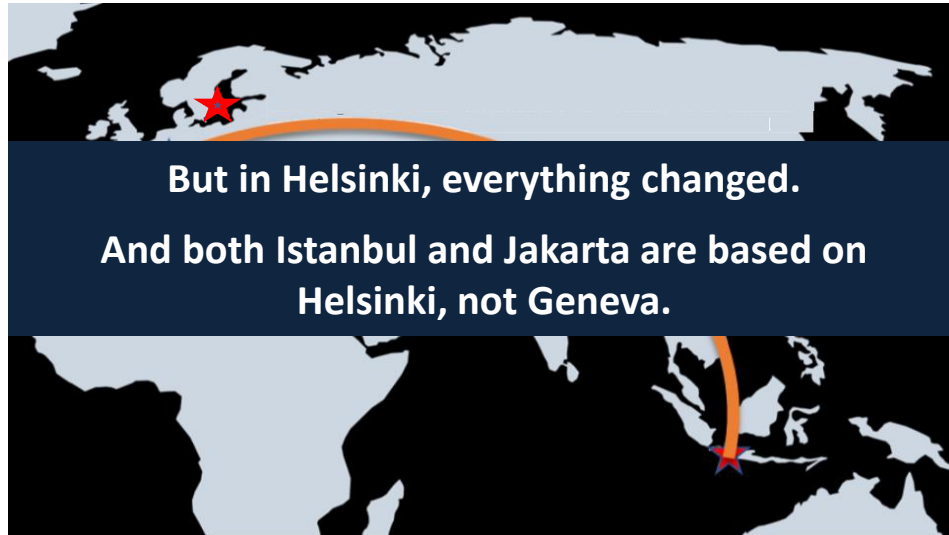 But in Helsinki, everything changed.
And both Istanbul and Jakarta are based on
Helsinki, not Geneva.